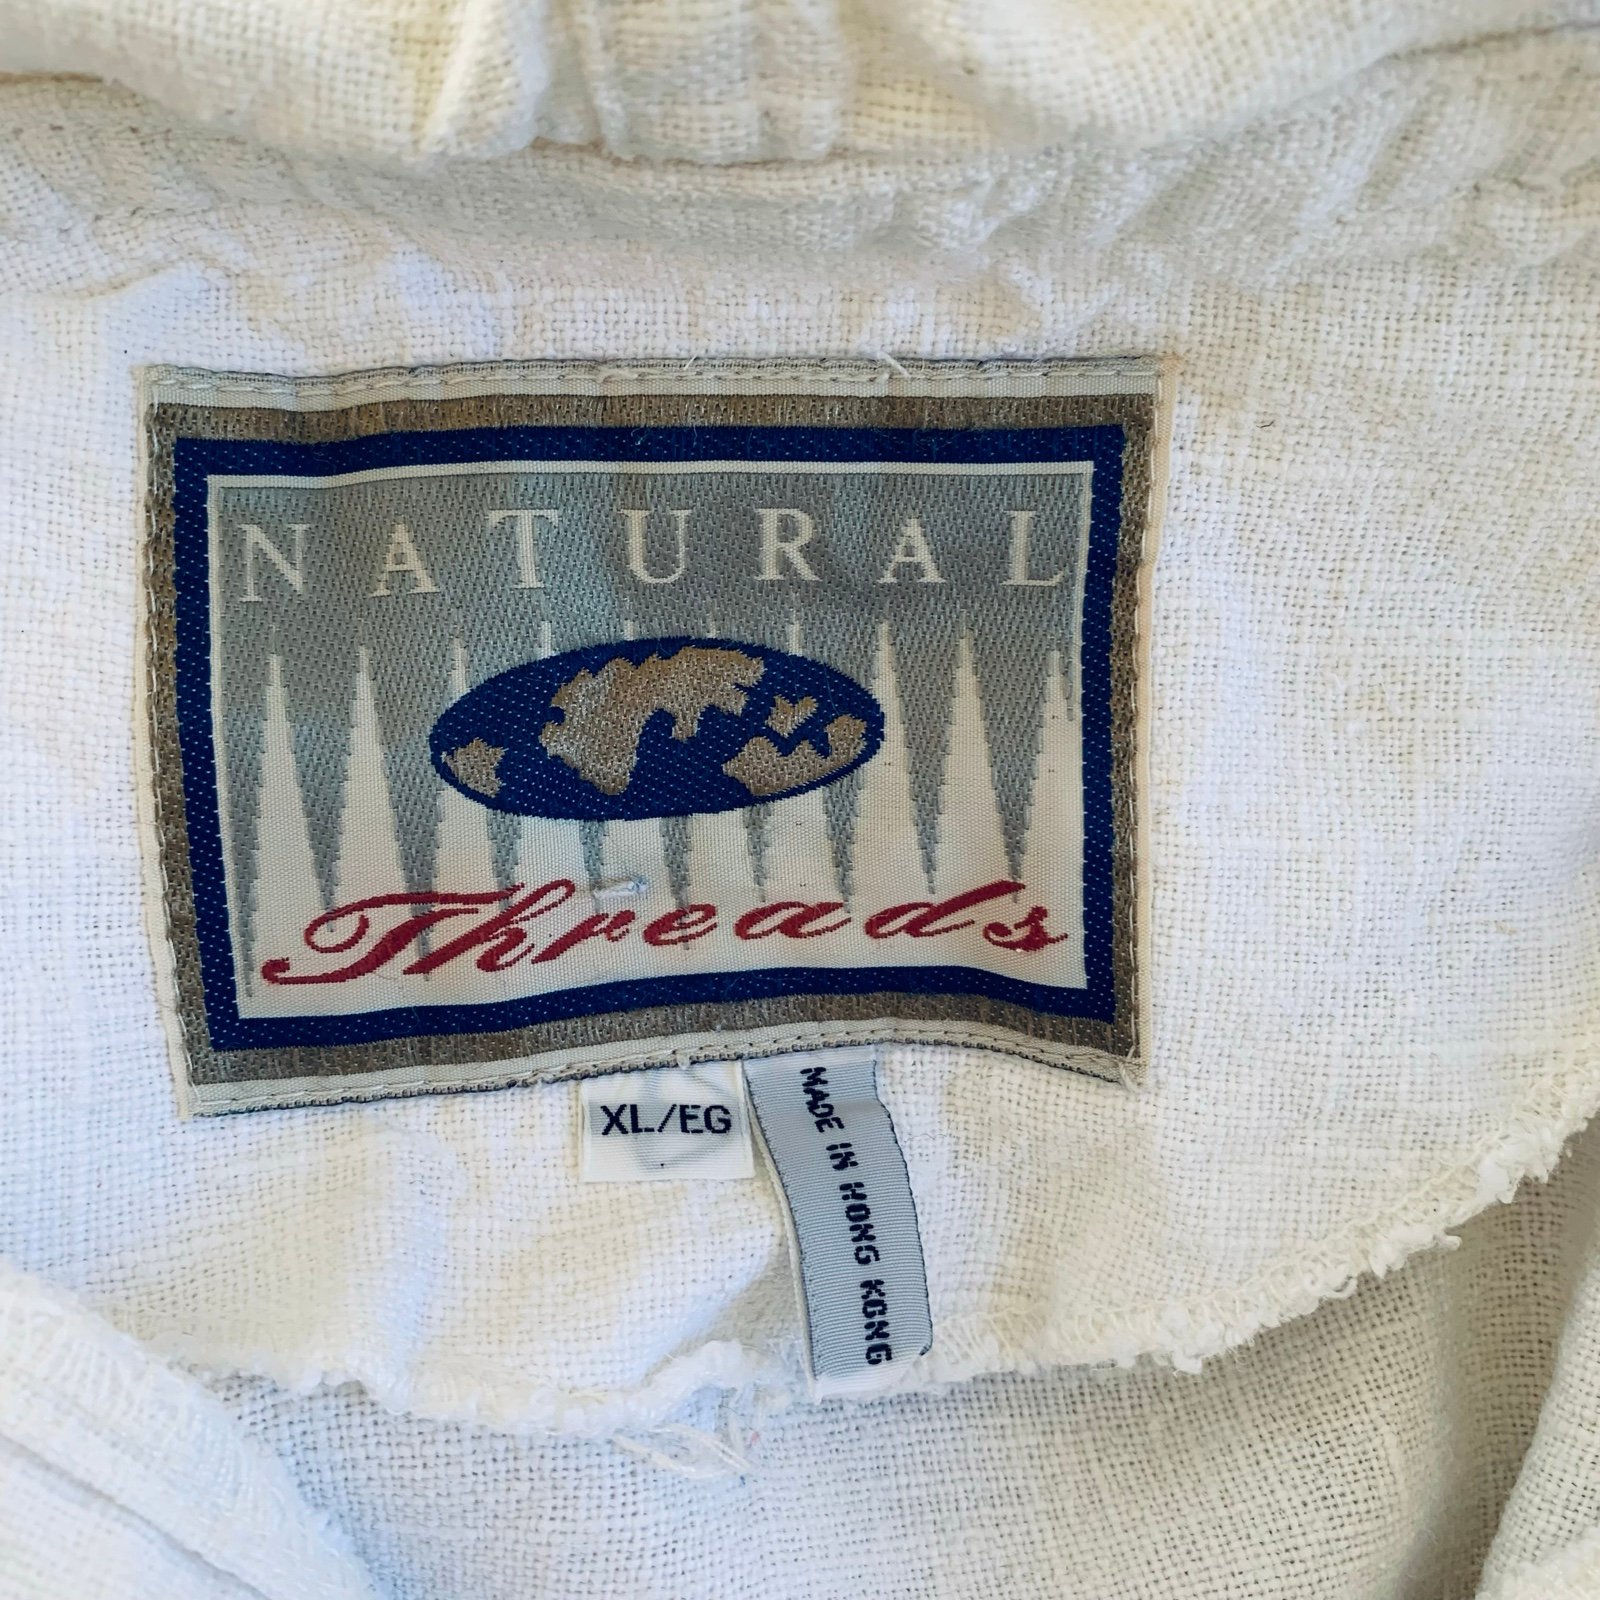 NATURAL
Threads
XL/EG
MADE IN HONG KONG